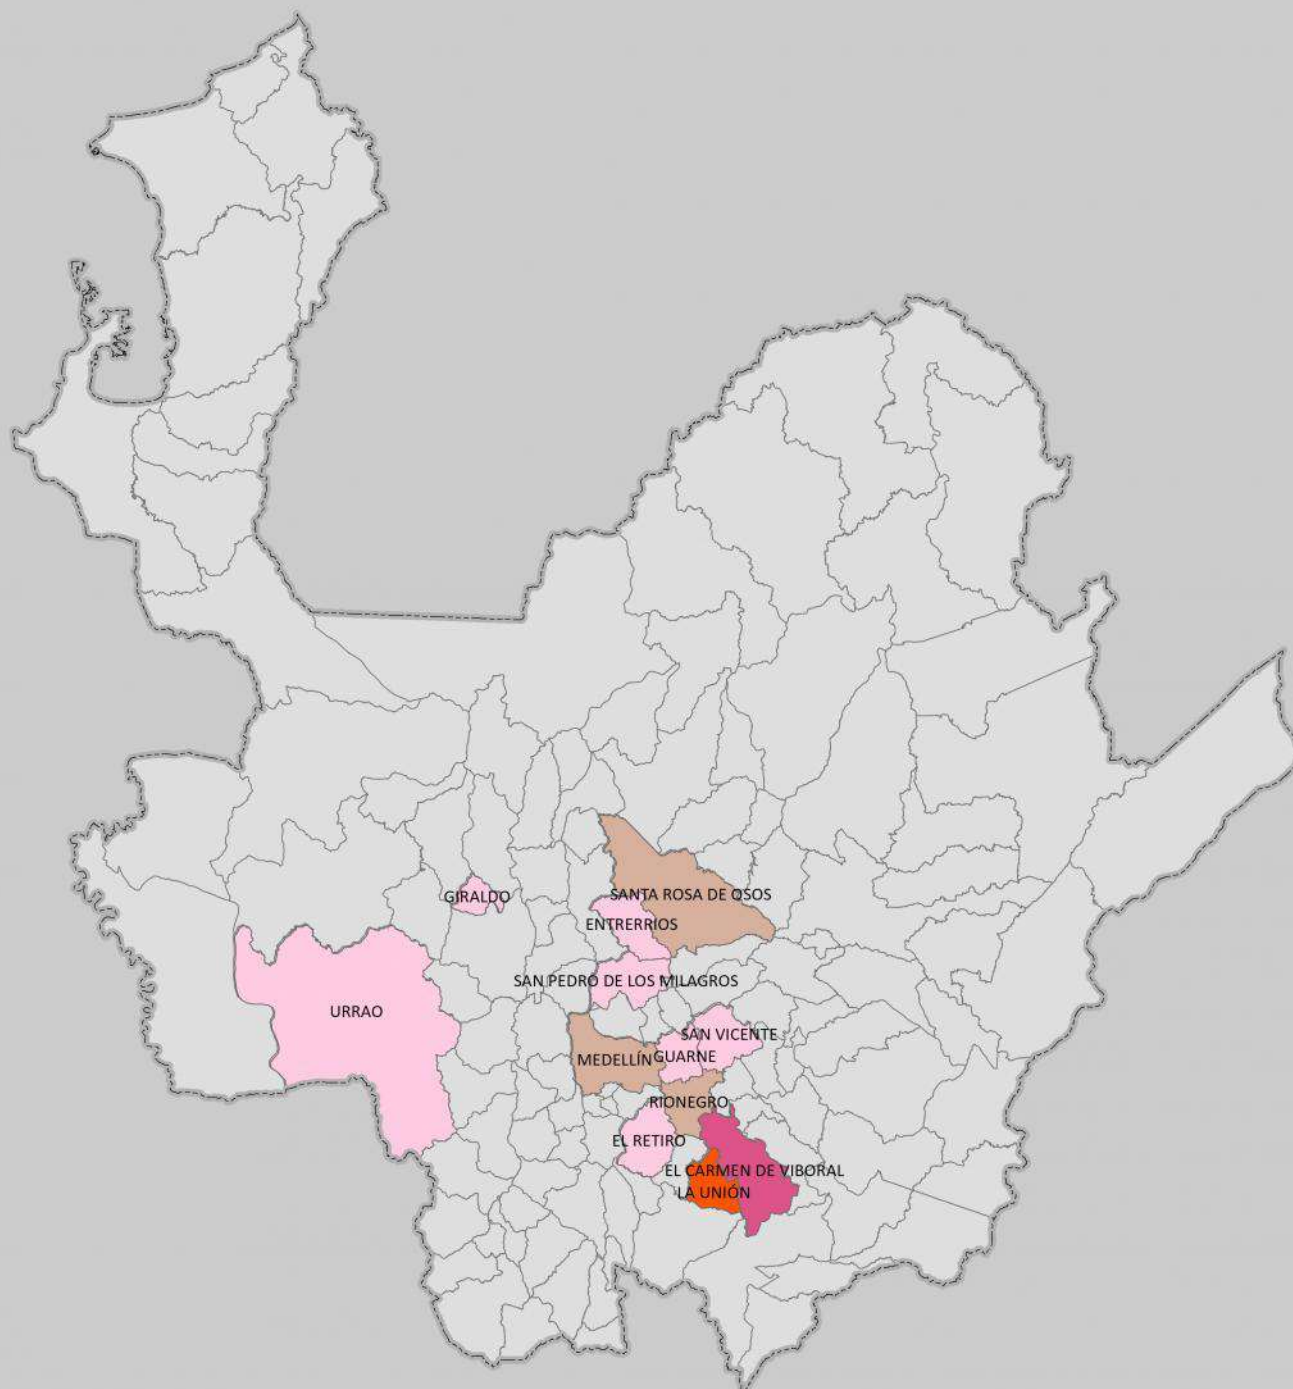 SANTA ROSA DE OSOS
GIRALDO
ENTRERRIOS
SAN PEDRO DE LOS MILAGROS
URRAO
SAN VICENTE
MEDELLÍN
GUARNE
RIONEGRO
EL RETIRO
EL CARMEN DE VIBORAL
LA UNIÓN